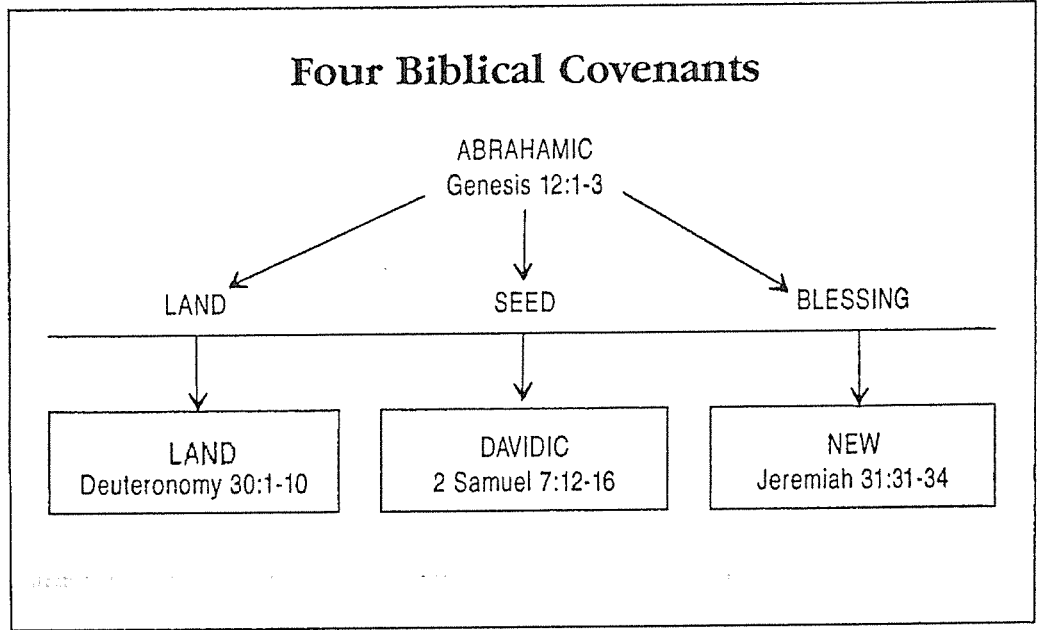 Four Biblical Covenants
ABRAHAMIC
Genesis 12:1-3
LAND
SEED
BLESSING
LAND
Deuteronomy 30:1-10
DAVIDIC
2 Samuel 7:12-16
NEW
Jeremiah 31:31-34